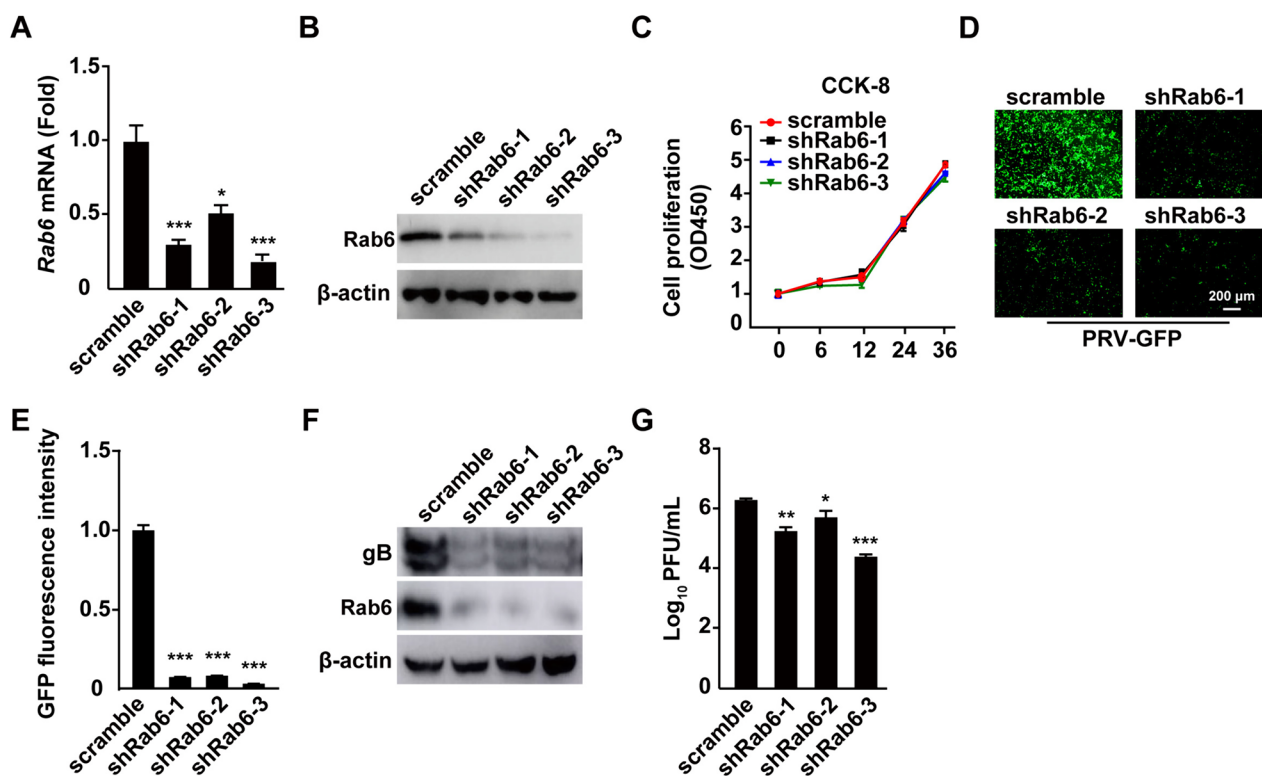 A
Rab6 mRNA (Fold)
1.5
1.0
0.5
0
***
*
***
scramble
shRab6-1
shRab6-2
shRab6-3
B
scramble
shRab6-1
shRab6-2
shRab6-3
Rab6
β-actin
C
CCK-8
scramble
shRab6-1
shRab6-2
shRab6-3
Cell proliferation
(OD450)
6
5
4
3
2
1
0
0 6 12 24 36
D
scramble shRab6-1
shRab6-2 shRab6-3
200 μm
PRV-GFP
E
GFP fluorescence intensity
1.5
1.0
0.5
0
*** *** ***
scramble
shRab6-1
shRab6-2
shRab6-3
F
scramble
shRab6-1
shRab6-2
shRab6-3
gB
Rab6
β-actin
G
Log10 PFU/mL
8
6
4
2
0
**
*
***
scramble
shRab6-1
shRab6-2
shRab6-3